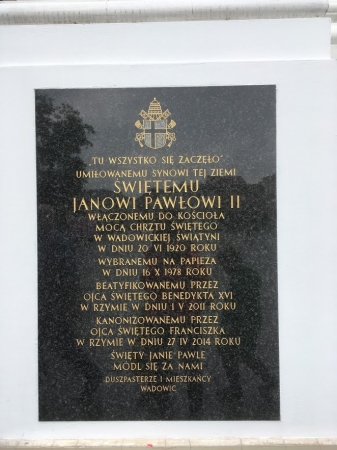 „TU WSZYSTKO SIĘ ZACZĘŁO"
UMIŁOWANEMU SYNOWI TEJ ZIEMI
ŚWIĘTEMU
JANOWI PAWŁOWI II
WŁĄCZONEMU DO KOŚCIOŁA
MOCĄ CHRZTU ŚWIĘTEGO
W WADOWICKIEJ ŚWIĄTYNI
W DNIU 20 VI 1920 ROKU
WYBRANEMU NA PAPIEŻA
W DNIU 16 X 1978 ROKU
BEATYFIKOWANEMU PRZEZ
OJCA ŚWIĘTEGO BENEDYKTA XVI
W RZYMIE W DNIU 1 V 2011 ROKU
KANONIZOWANEMU PRZEZ
OJCA ŚWIĘTEGO FRANCISZKA
W RZYMIE W DNIU 27 IV 2014 ROKU
ŚWIĘTY JANIE PAWLE
MÓDL SIĘ ZA NAMI
DUSZPASTERZE I MIESZKAŃCY
WADOWIC